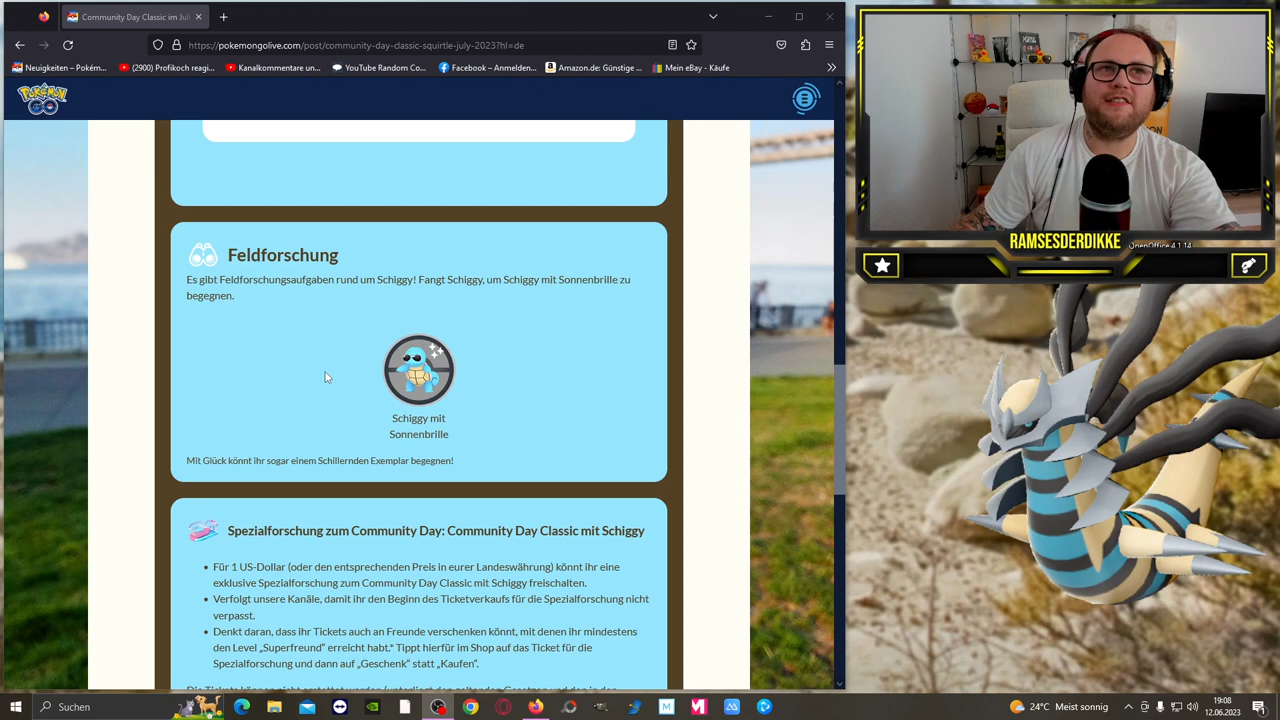 Community Day Classic im Juli
https://pokemongolive.com/post/community-day-classic-squirtle-july-2023?hl=de
Neuigkeiten – Pokém...
(2900) Profikoch reagi...
Kanalkommentare un...
YouTube Random Co...
Facebook – Anmelden...
Amazon.de: Günstige ...
Mein eBay - Käufe
POKÉMON GO
Feldforschung
Es gibt Feldforschungsaufgaben rund um Schiggy! Fangt Schiggy, um Schiggy mit Sonnenbrille zu
begegnen.
Schiggy mit
Sonnenbrille
Mit Glück könnt ihr sogar einem Schillernden Exemplar begegnen!
Spezialforschung zum Community Day: Community Day Classic mit Schiggy
• Für 1 US-Dollar (oder den entsprechenden Preis in eurer Landeswährung) könnt ihr eine
exklusive Spezialforschung zum Community Day Classic mit Schiggy freischalten.
• Verfolgt unsere Kanäle, damit ihr den Beginn des Ticketverkaufs für die Spezialforschung nicht
verpasst.
• Denkt daran, dass ihr Tickets auch an Freunde verschenken könnt, mit denen ihr mindestens
den Level „Superfreund“ erreicht habt.* Tippt hierfür im Shop auf das Ticket für die
Spezialforschung und dann auf „Geschenk“ statt „Kaufen“.
RAMSESDERDIKKE
OpenOffice 4.1.14
Suchen
24°C Meist sonnig
19:08
12.06.2023